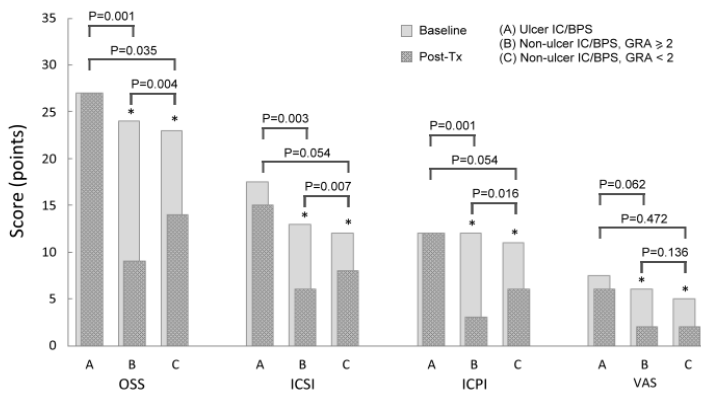 35
30
25
20
15
10
5
0
Score (points)
Baseline
Post-Tx
(A) Ulcer IC/BPS
(B) Non-ulcer IC/BPS, GRA ≥ 2
(C) Non-ulcer IC/BPS, GRA < 2
P=0.001
P=0.035
P=0.004
* *
P=0.003
P=0.054
P=0.007
* *
P=0.001
P=0.054
P=0.016
* *
P=0.062
P=0.472
P=0.136
* *
A B C A B C A B C A B C
OSS ICSI ICPI VAS